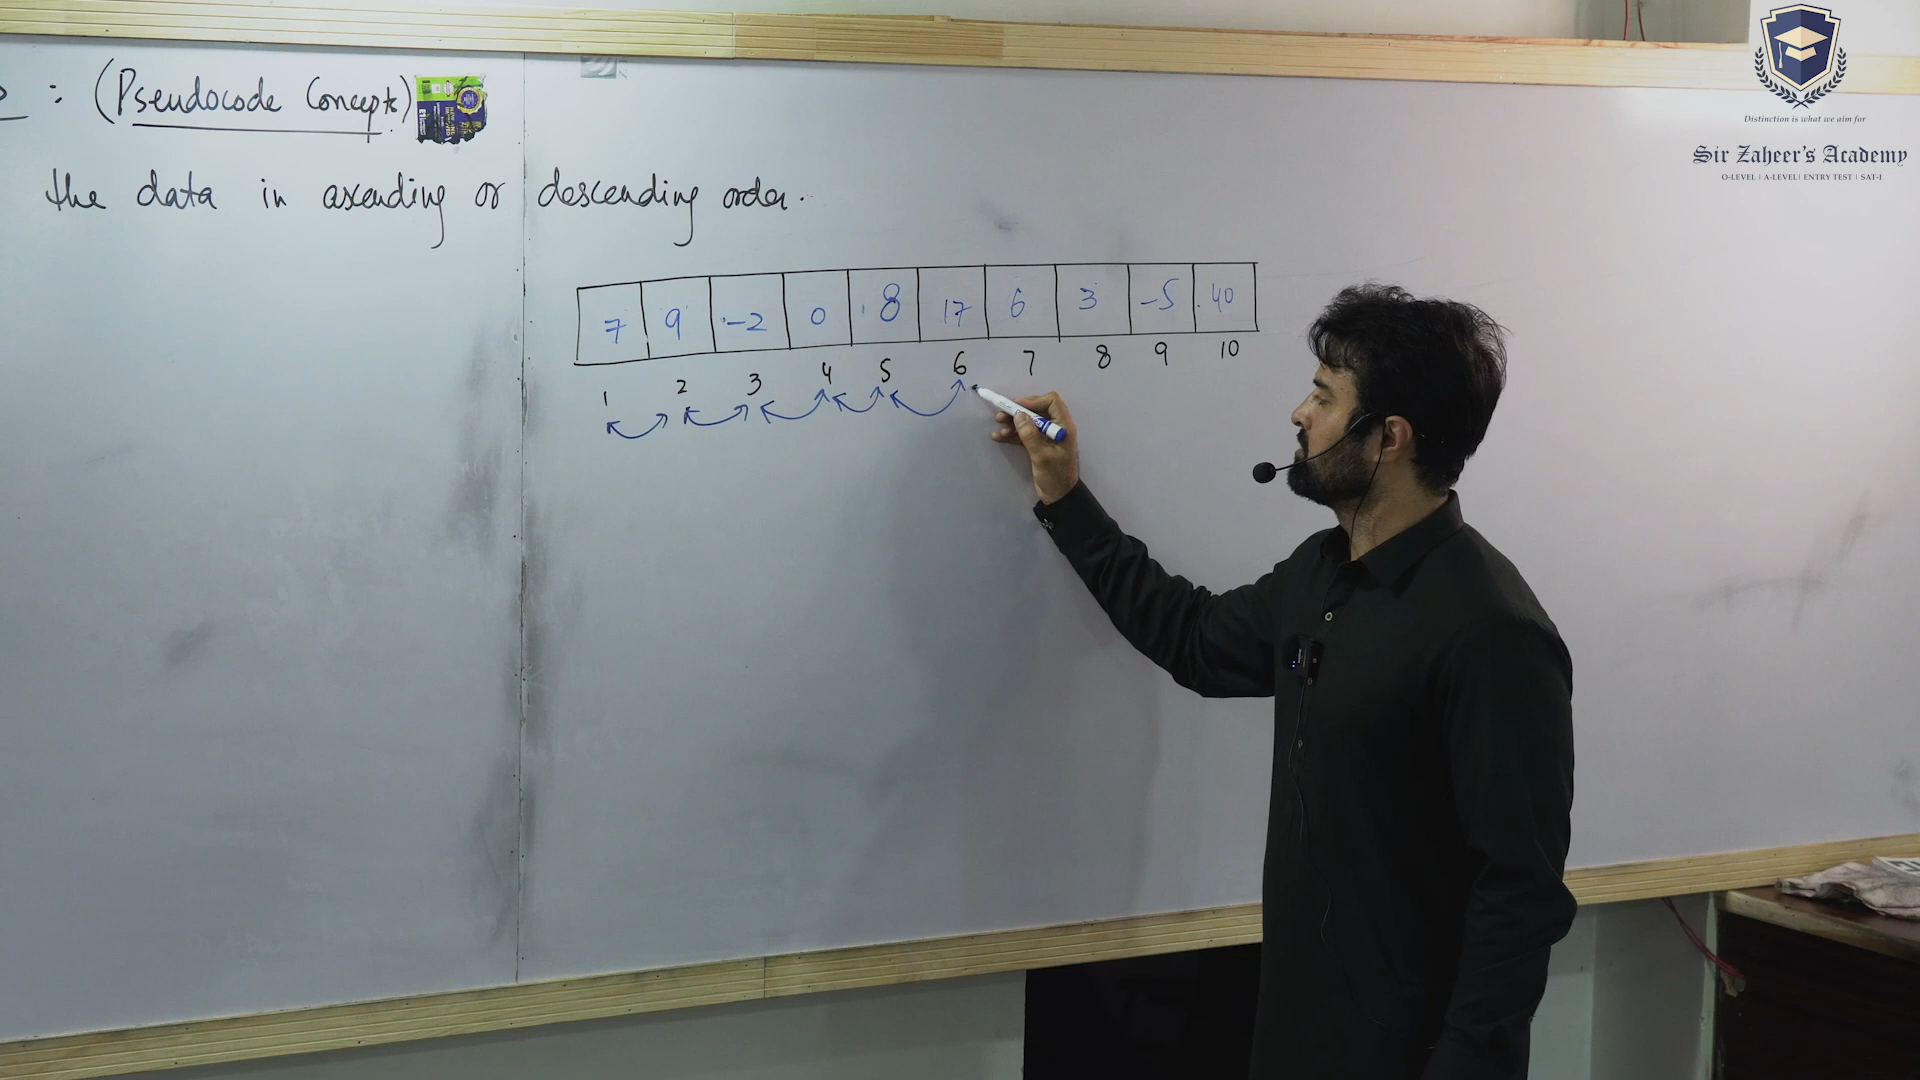 : (Pseudocode Concepts)
the data in ascending or descending order.
7 9 -2 0 8 17 6 3 -5 40
1 2 3 4 5 6 7 8 9 10
Distinction is what we aim for
Sir Zaheer's Academy
O-LEVEL | A-LEVEL | ENTRY TEST | SAT-I